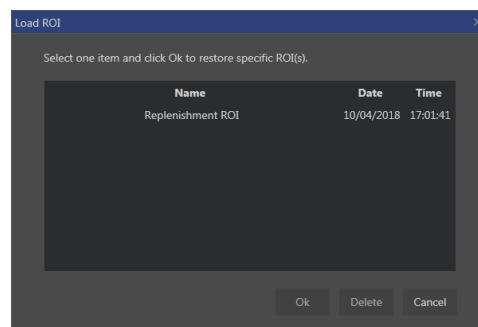 Load ROI
Select one item and click Ok to restore specific ROI(s).
Name Date Time
Replenishment ROI 10/04/2018 17:01:41
Ok Delete Cancel